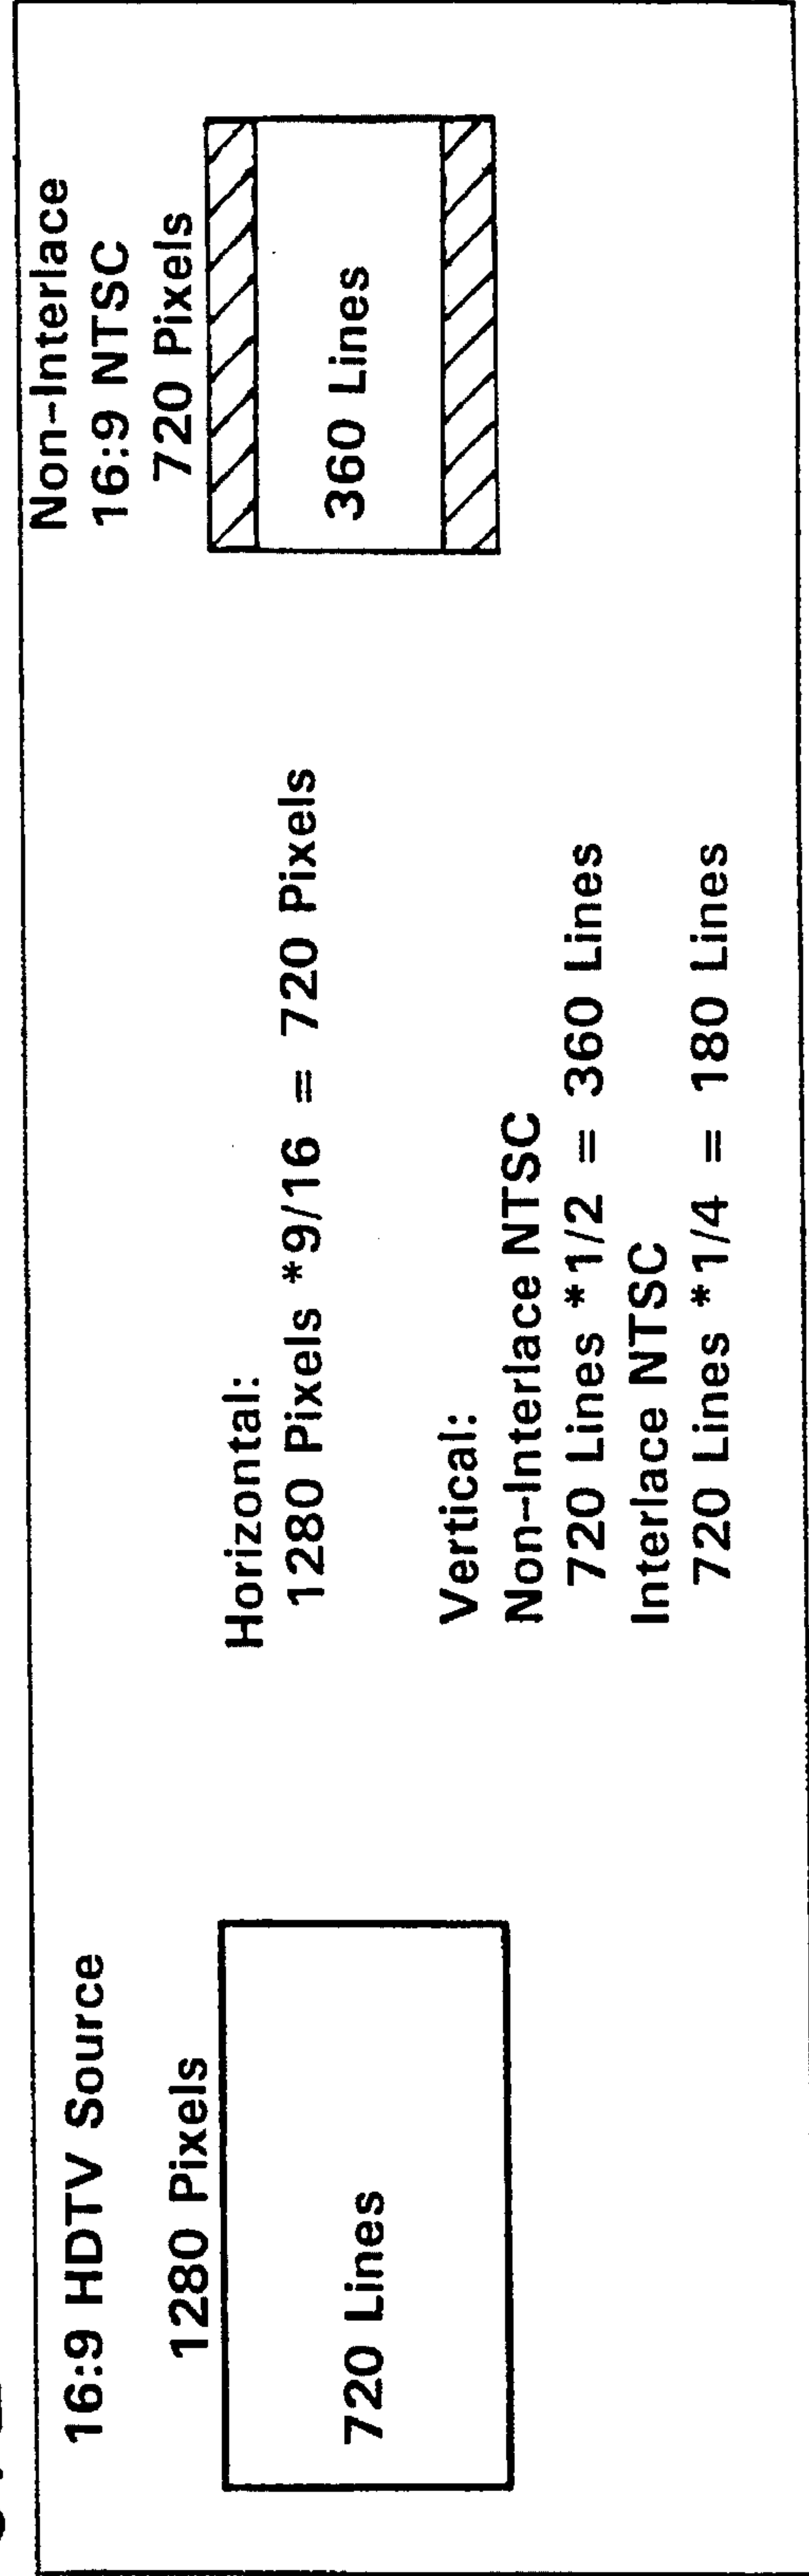 16:9 HDTV Source
1280 Pixels
720 Lines
Horizontal:
1280 Pixels *9/16 = 720 Pixels
Vertical:
Non-Interlace NTSC
720 Lines *1/2 = 360 Lines
Interlace NTSC
720 Lines *1/4 = 180 Lines
Non-Interlace
16:9 NTSC
720 Pixels
360 Lines